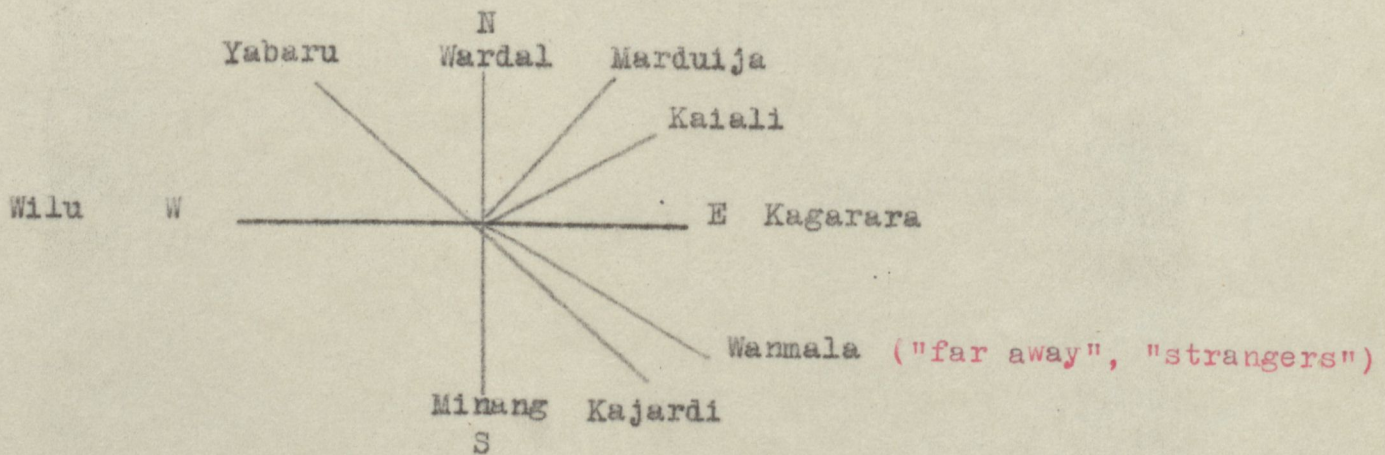 N
Yabaru Wardal Marduija
Kaiali
Wilu W E Kagarara
Wanmala ("far away", "strangers")
Minang Kajardi
S